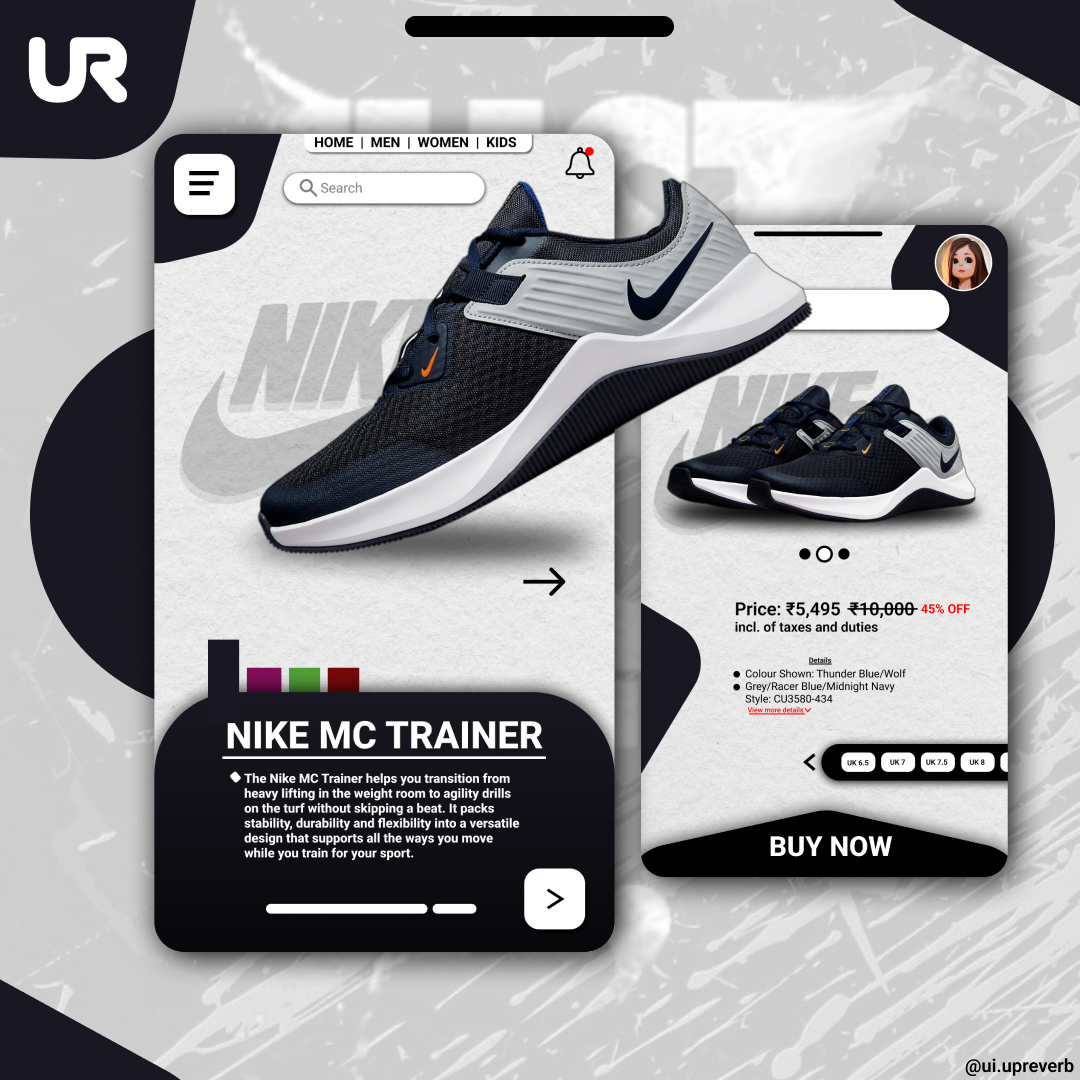 UR
HOME | MEN | WOMEN | KIDS
Search
NIK
NIKE
Price: ₹5,495 ₹10,000 45% OFF
incl. of taxes and duties
Details
Colour Shown: Thunder Blue/Wolf
Grey/Racer Blue/Midnight Navy
Style: CU3580-434
View more details
UK 6.5 UK 7 UK 7.5 UK 8
BUY NOW
NIKE MC TRAINER
The Nike MC Trainer helps you transition from
heavy lifting in the weight room to agility drills
on the turf without skipping a beat. It packs
stability, durability and flexibility into a versatile
design that supports all the ways you move
while you train for your sport.
@ui.upreverb